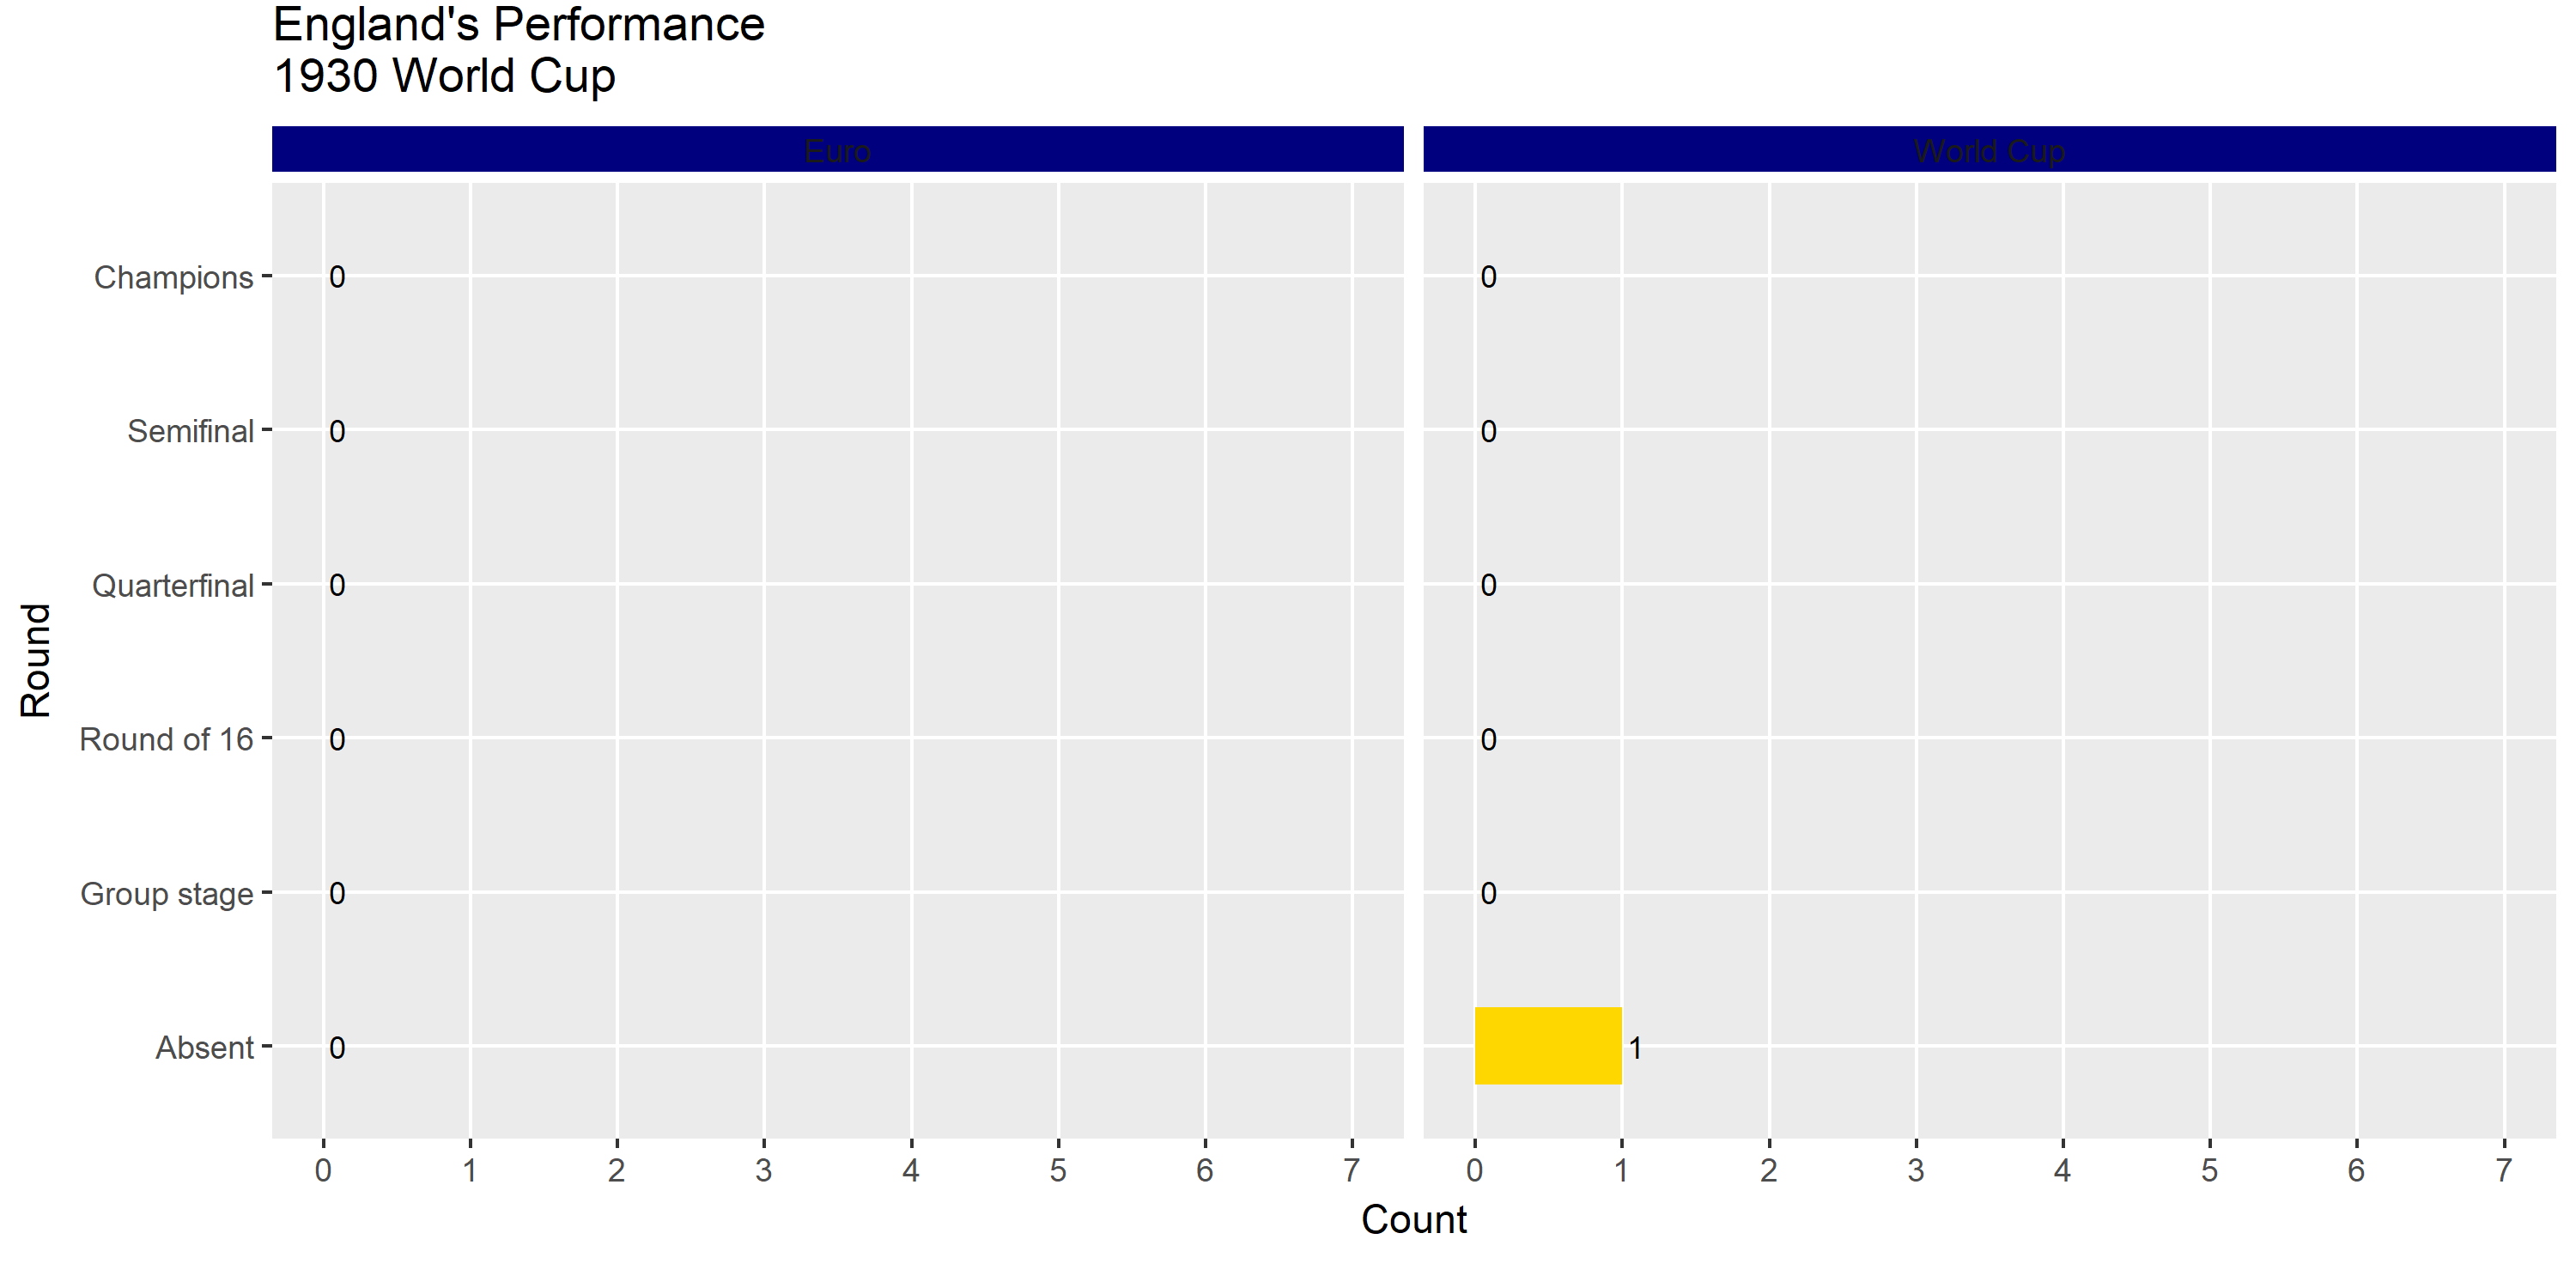 England's Performance
1930 World Cup
Euro World Cup
Champions 0 0
Semifinal 0 0
Quarterfinal 0 0
Round of 16 0 0
Group stage 0 0
Absent 0 1
Round
0 1 2 3 4 5 6 7 0 1 2 3 4 5 6 7
Count